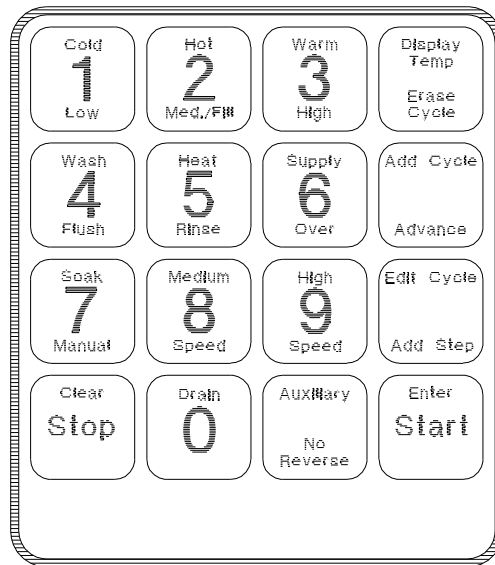 Cold
1
Low
Hot
2
Med./Fill
Warm
3
High
Display
Temp
Erase
Cycle
Wash
4
Flush
Heat
5
Rinse
Supply
6
Over
Add Cycle
Advance
Soak
7
Manual
Medium
8
Speed
High
9
Speed
Edit Cycle
Add Step
Clear
Stop
Drain
0
Auxiliary
No
Reverse
Enter
Start